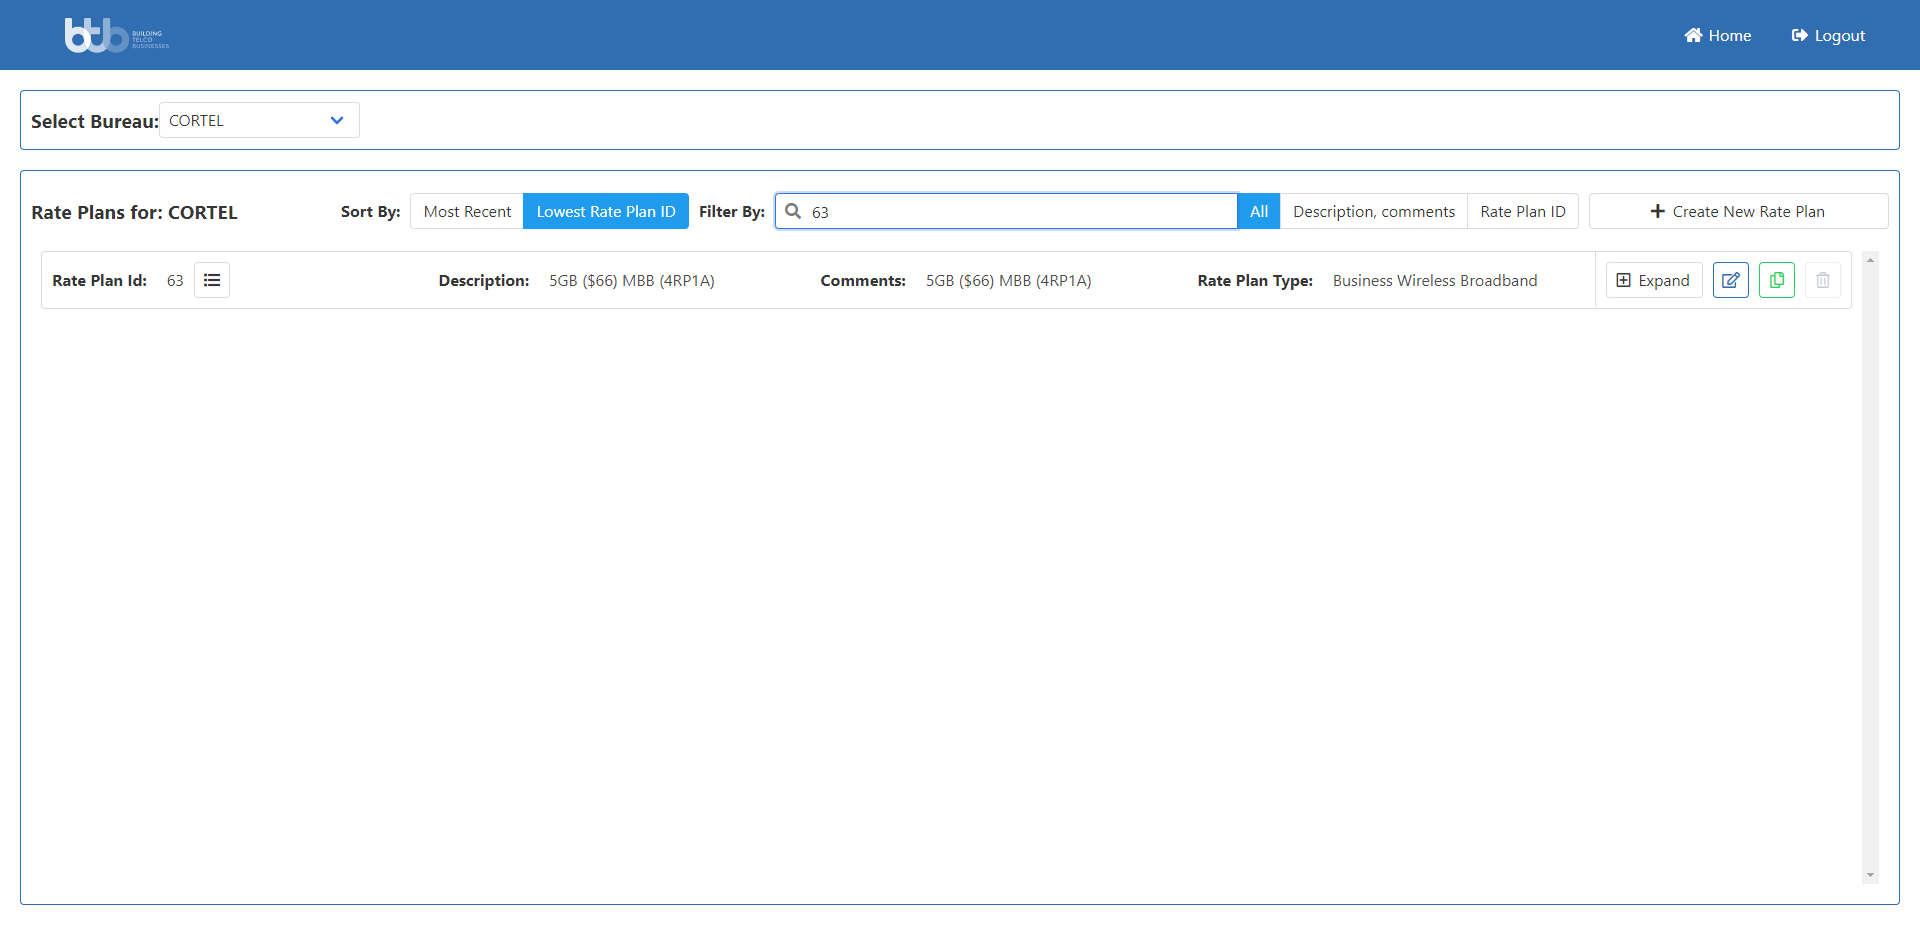 btb BUILDING
TELCO
BUSINESSES
Home Logout
Select Bureau: CORTEL
Rate Plans for: CORTEL Sort By: Most Recent Lowest Rate Plan ID Filter By: 63 All Description, comments Rate Plan ID Create New Rate Plan
Rate Plan Id: 63 Description: 5GB ($66) MBB (4RP1A) Comments: 5GB ($66) MBB (4RP1A) Rate Plan Type: Business Wireless Broadband Expand